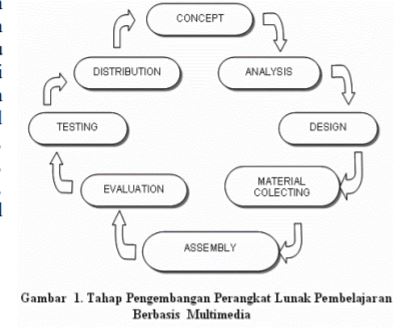 CONCEPT
ANALYSIS
DESIGN
MATERIAL
COLECTING
ASSEMBLY
EVALUATION
TESTING
DISTRIBUTION
Gambar 1. Tahap Pengembangan Perangkat Lunak Pembelajaran
Berbasis Multimedia